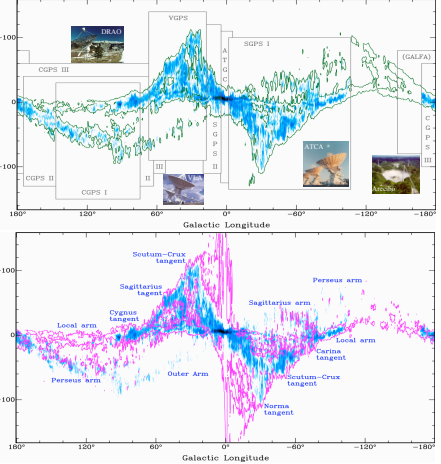 DRAO
VGPS
SGPS I
(GALFA)
CGPS III
100
A
T
G
C
0
CGPS II
CGPS I
II
III
VLA
S
G
P
S
II
ATCA
Arecibo
C
G
P
S
III
-100
180° 120° 60° 0° -60° -120° 180°
Galactic Longitude
Scutum-Crux
tangent
Sagittarius
tagent
Cygnus
tangent
Local arm
Perseus arm
Outer Arm
Perseus arm
Sagittarius arm
Local arm
Carina
tangent
Scutum-Crux
tangent
Norma
tangent
100
0
-100
180° 120° 60° 0° -60° -120° -180°
Galactic Longitude